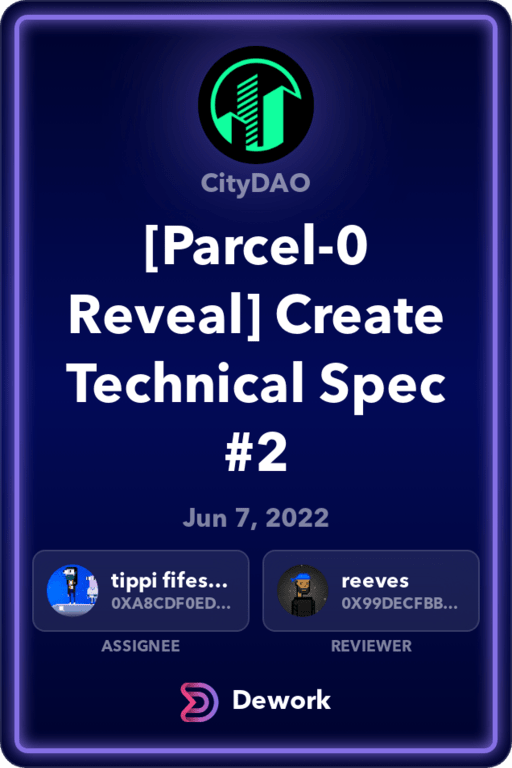 CityDAO
[Parcel-0
Reveal] Create
Technical Spec
#2
Jun 7, 2022
tippi fifes...
0XA8CDF0ED...
ASSIGNEE
reeves
0X99DECFBB...
REVIEWER
Dework